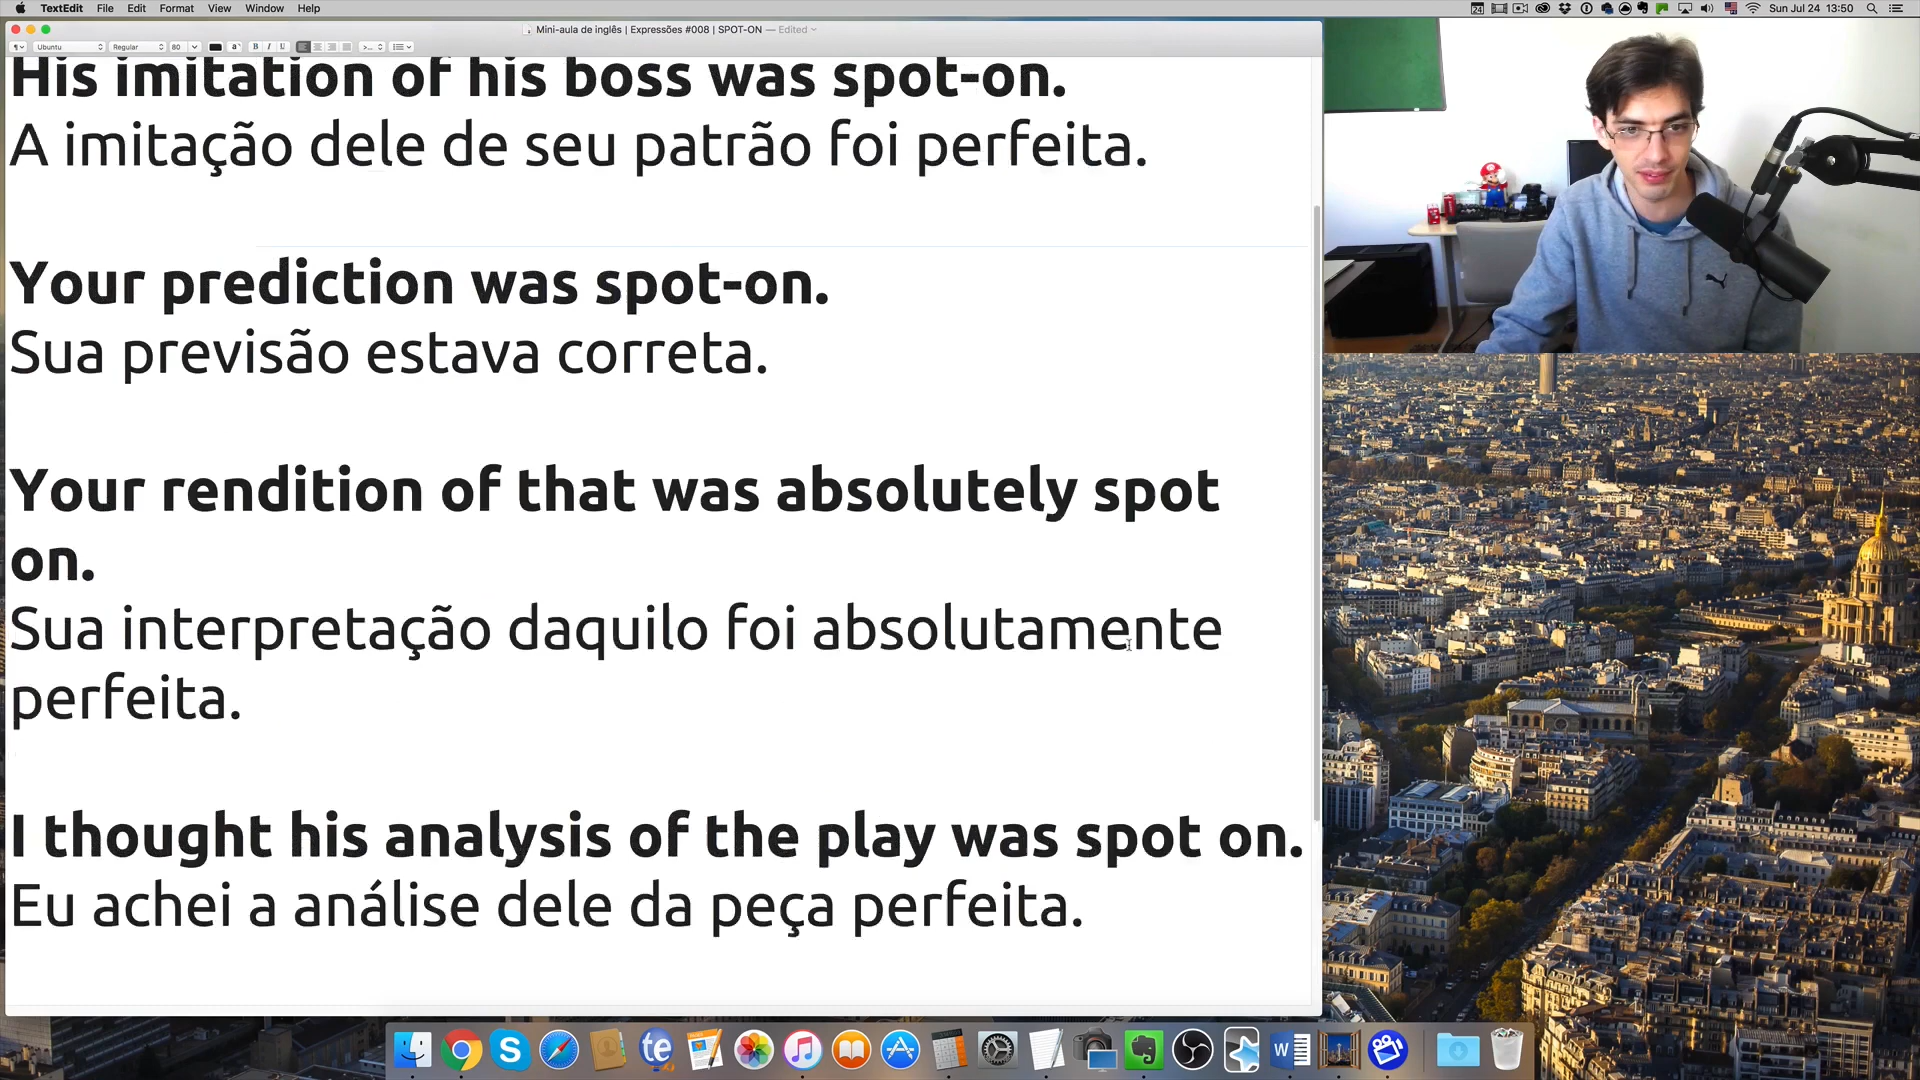 TextEdit File Edit Format View Window Help
Sun Jul 24 13:50
Mini-aula de inglês | Expressões #008 | SPOT-ON — Edited
Ubuntu Regular 80 B I U
His imitation of his boss was spot-on.
A imitação dele de seu patrão foi perfeita.
Your prediction was spot-on.
Sua previsão estava correta.
Your rendition of that was absolutely spot
on.
Sua interpretação daquilo foi absolutamente
perfeita.
I thought his analysis of the play was spot on.
Eu achei a análise dele da peça perfeita.